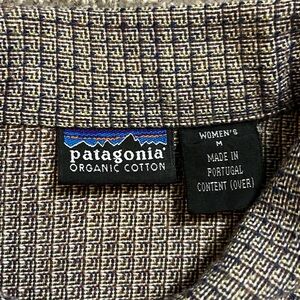 patagonia®
ORGANIC COTTON
WOMEN'S
M
MADE IN
PORTUGAL
CONTENT (OVER)